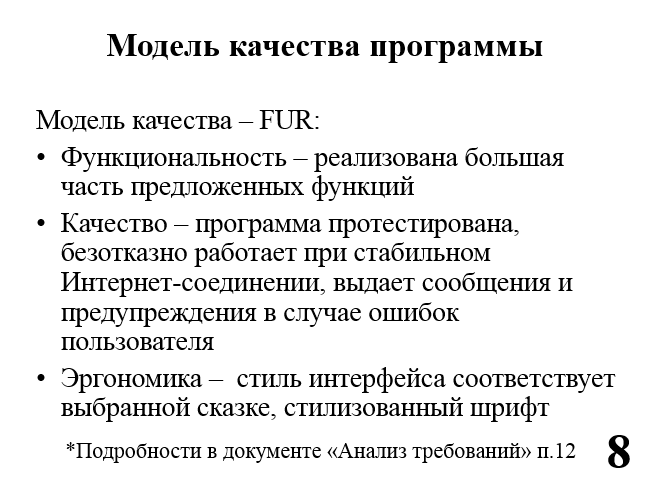 Модель качества программы
Модель качества – FUR:
• Функциональность – реализована большая
часть предложенных функций
• Качество – программа протестирована,
безотказно работает при стабильном
Интернет-соединении, выдает сообщения и
предупреждения в случае ошибок
пользователя
• Эргономика –  стиль интерфейса соответствует
выбранной сказке, стилизованный шрифт
*Подробности в документе «Анализ требований» п.12
8